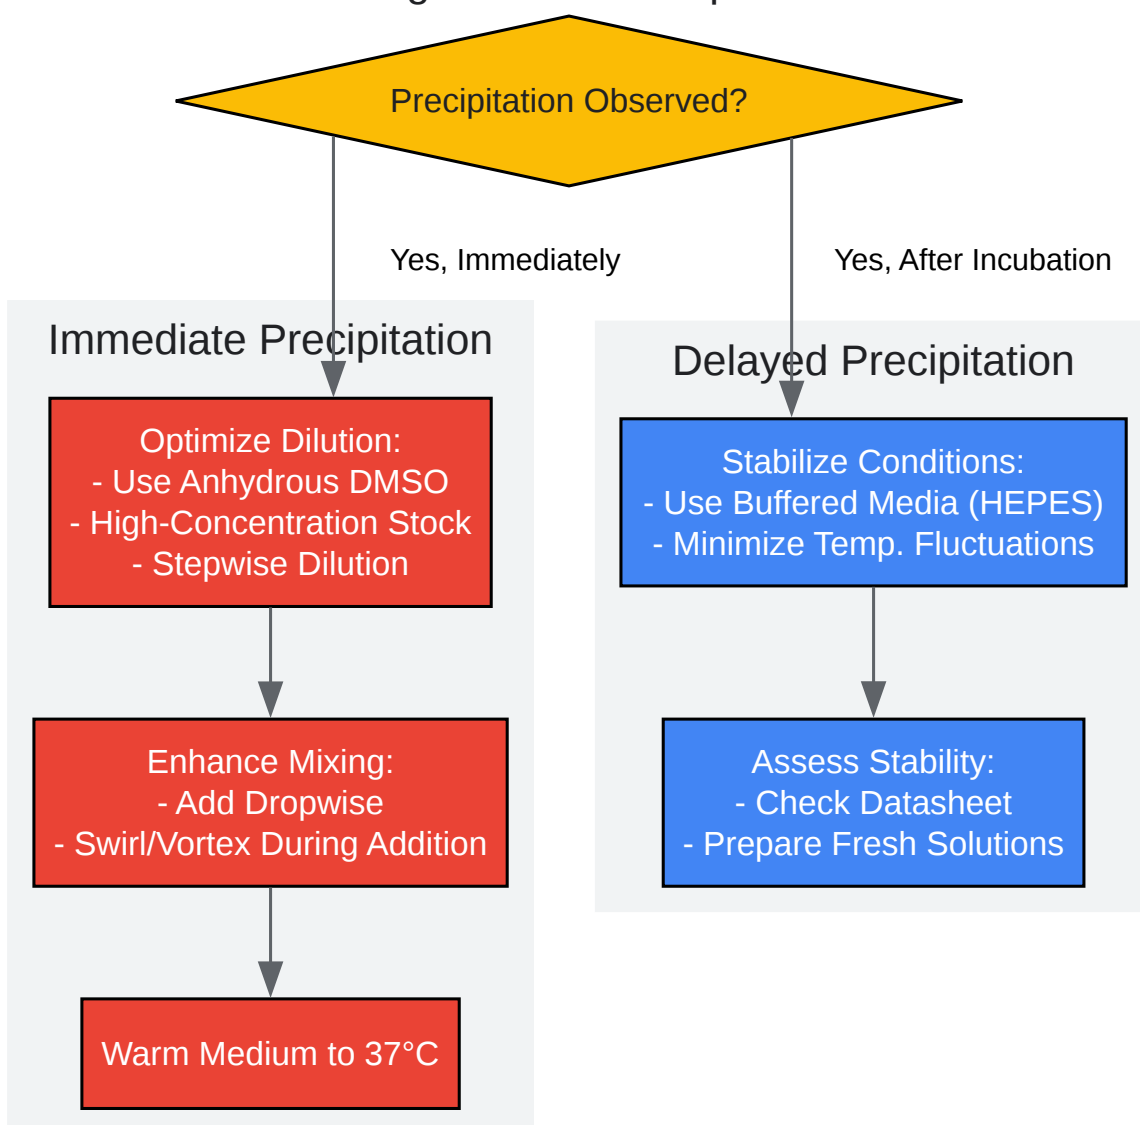 Precipitation Observed?
Yes, Immediately
Yes, After Incubation
Immediate Precipitation
Optimize Dilution:
- Use Anhydrous DMSO
- High-Concentration Stock
- Stepwise Dilution
Enhance Mixing:
- Add Dropwise
- Swirl/Vortex During Addition
Warm Medium to 37°C
Delayed Precipitation
Stabilize Conditions:
- Use Buffered Media (HEPES)
- Minimize Temp. Fluctuations
Assess Stability:
- Check Datasheet
- Prepare Fresh Solutions